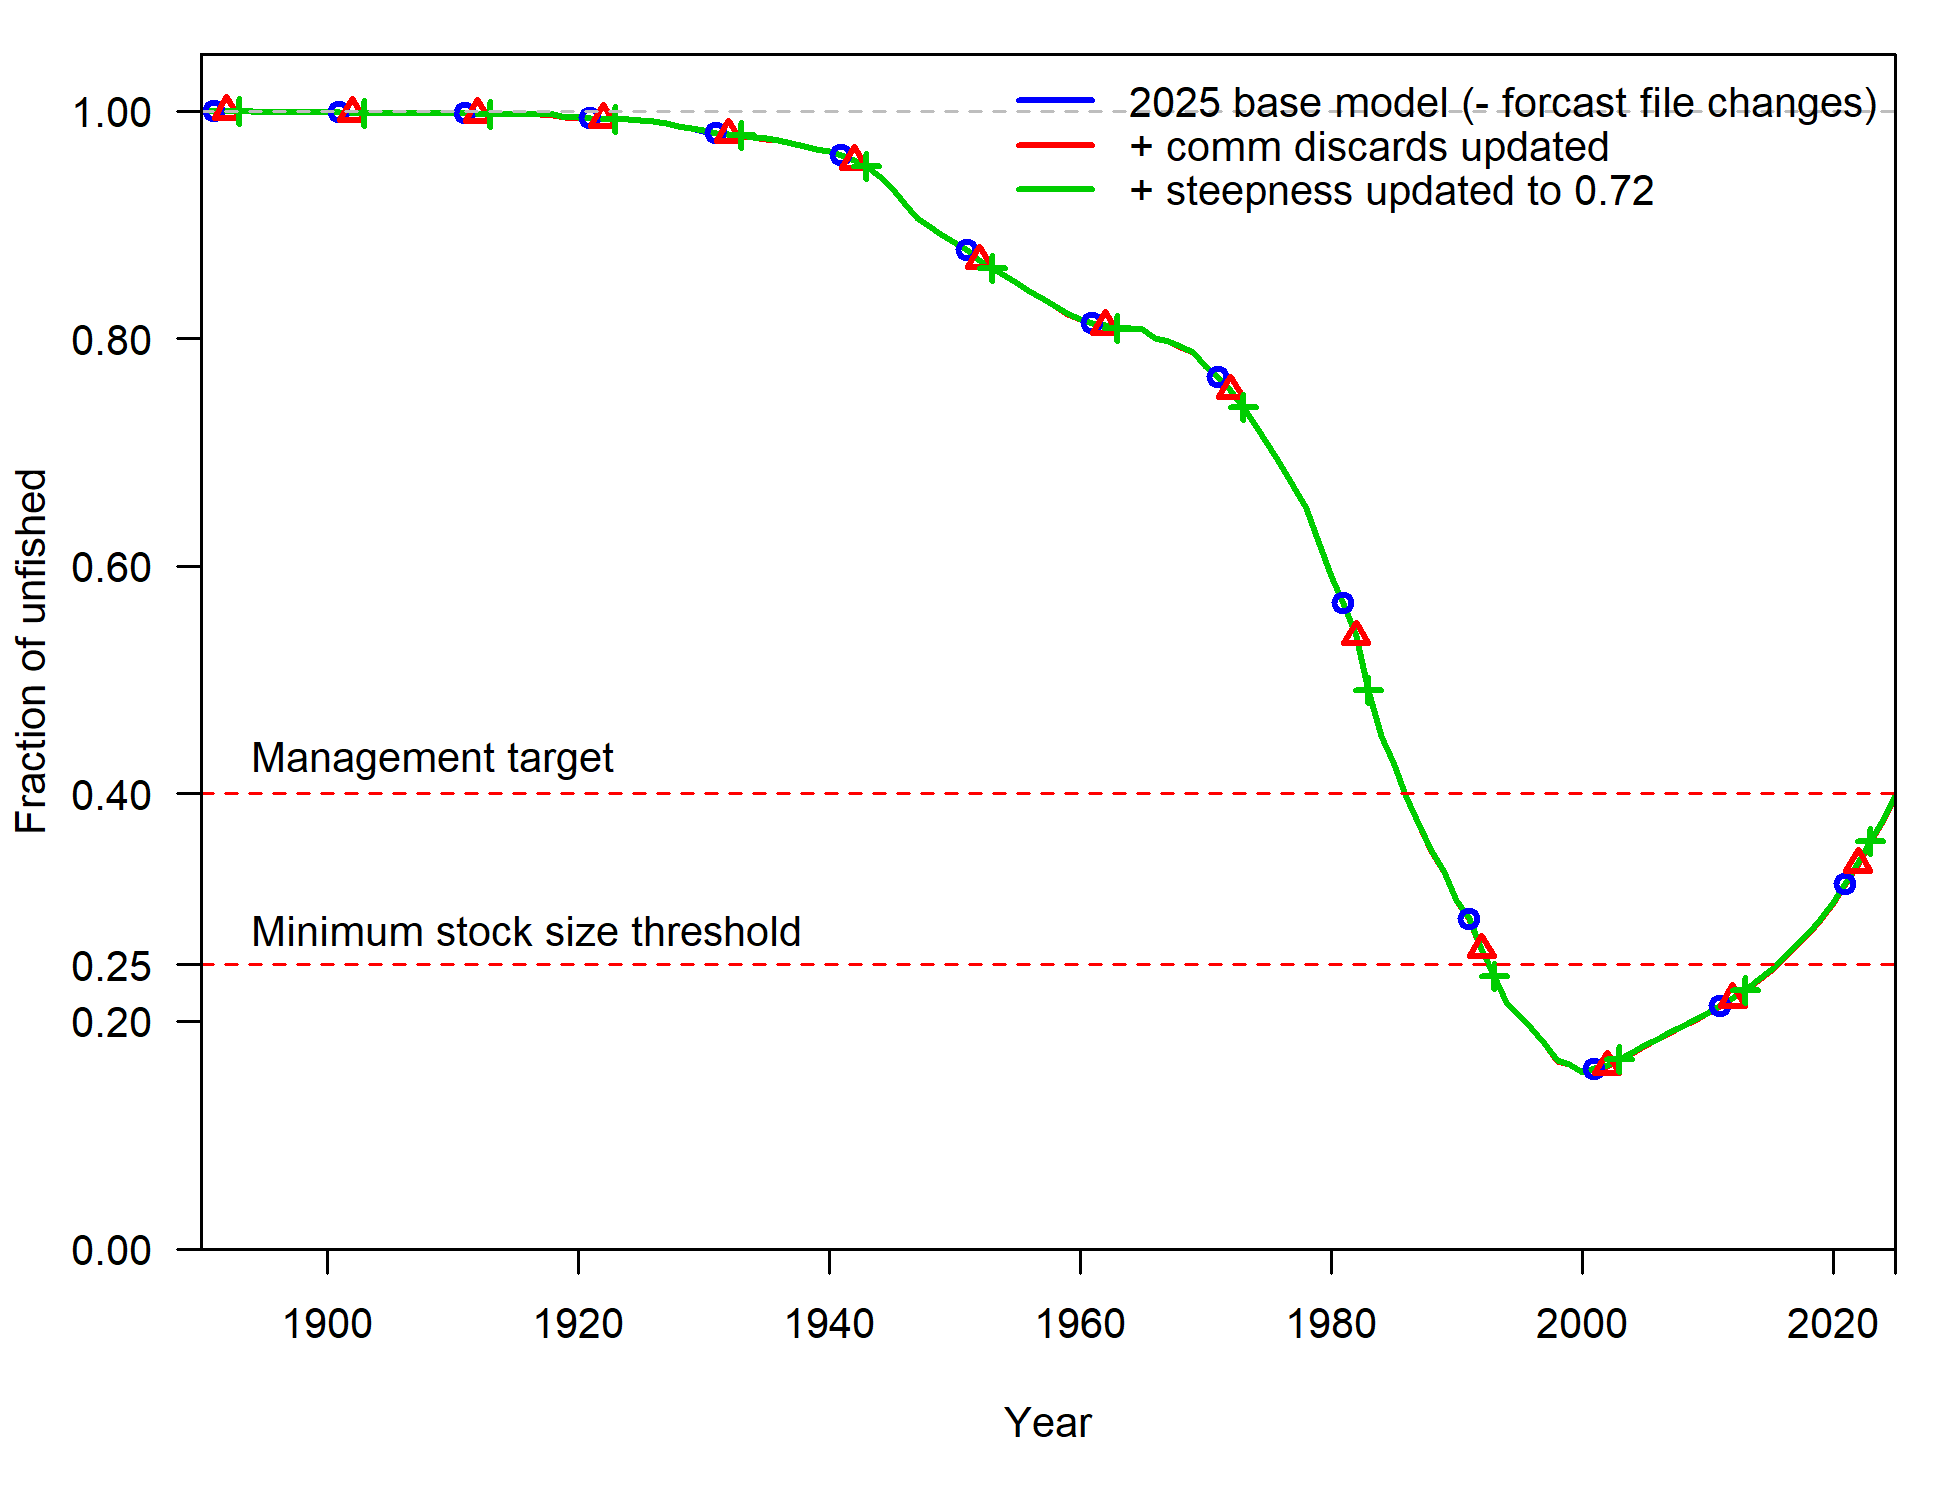 2025 base model (- forcast file changes)
+ comm discards updated
+ steepness updated to 0.72
1.00
0.80
0.60
0.40
0.25
0.20
0.00
Fraction of unfished
Management target
Minimum stock size threshold
1900
1920
1940
1960
1980
2000
2020
Year